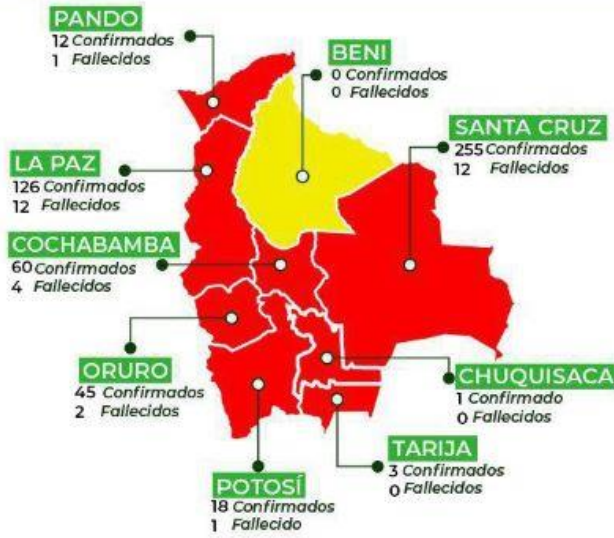 PANDO
12 Confirmados
1 Fallecidos
BENI
0 Confirmados
0 Fallecidos
SANTA CRUZ
255 Confirmados
12 Fallecidos
LA PAZ
126 Confirmados
12 Fallecidos
COCHABAMBA
60 Confirmados
4 Fallecidos
ORURO
45 Confirmados
2 Fallecidos
CHUQUISACA
1 Confirmado
0 Fallecidos
TARIJA
3 Confirmados
0 Fallecidos
POTOSÍ
18 Confirmados
1 Fallecido